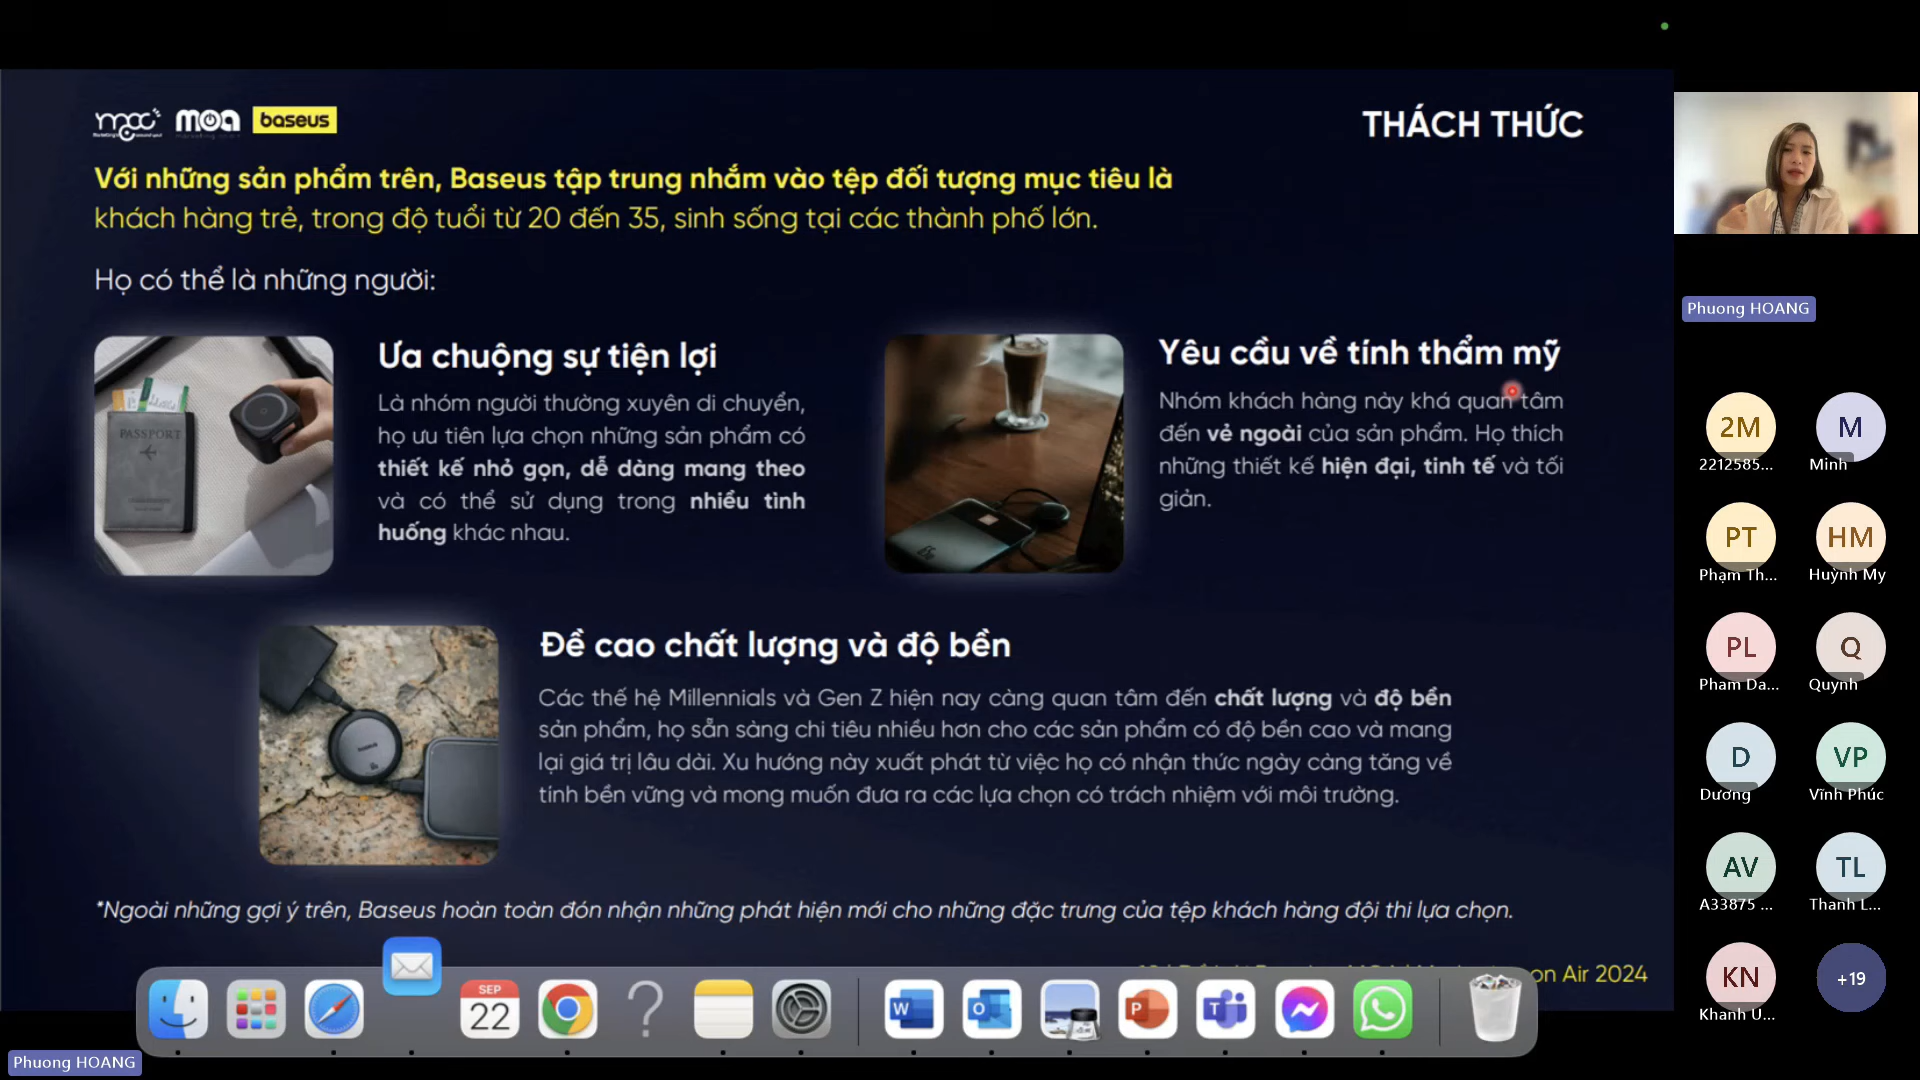 moc moa baseus
THÁCH THỨC
Với những sản phẩm trên, Baseus tập trung nhắm vào tệp đối tượng mục tiêu là
khách hàng trẻ, trong độ tuổi từ 20 đến 35, sinh sống tại các thành phố lớn.
Họ có thể là những người:
PASSPORT
Ưa chuộng sự tiện lợi
Là nhóm người thường xuyên di chuyển,
họ ưu tiên lựa chọn những sản phẩm có
thiết kế nhỏ gọn, dễ dàng mang theo
và có thể sử dụng trong nhiều tình
huống khác nhau.
Yêu cầu về tính thẩm mỹ
Nhóm khách hàng này khá quan tâm
đến vẻ ngoài của sản phẩm. Họ thích
những thiết kế hiện đại, tinh tế và tối
giản.
Đề cao chất lượng và độ bền
Các thế hệ Millennials và Gen Z hiện nay càng quan tâm đến chất lượng và độ bền
sản phẩm, họ sẵn sàng chi tiêu nhiều hơn cho các sản phẩm có độ bền cao và mang
lại giá trị lâu dài. Xu hướng này xuất phát từ việc họ có nhận thức ngày càng tăng về
tính bền vững và mong muốn đưa ra các lựa chọn có trách nhiệm với môi trường.
*Ngoài những gợi ý trên, Baseus hoàn toàn đón nhận những phát hiện mới cho những đặc trưng của tệp khách hàng đội thi lựa chọn.
on Air 2024
SEP
22
Phuong HOANG
Phuong HOANG
2M
2212585...
M
Minh
PT
Phạm Th...
HM
Huỳnh My
PL
Pham Da...
Q
Quỳnh
D
Dương
VP
Vĩnh Phúc
AV
A33875 ...
TL
Thanh L...
KN
Khanh U...
+19